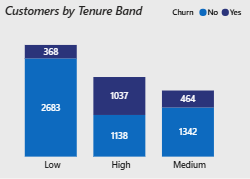 Customers by Tenure Band
Churn No Yes
368
2683
1037
1138
464
1342
Low High Medium